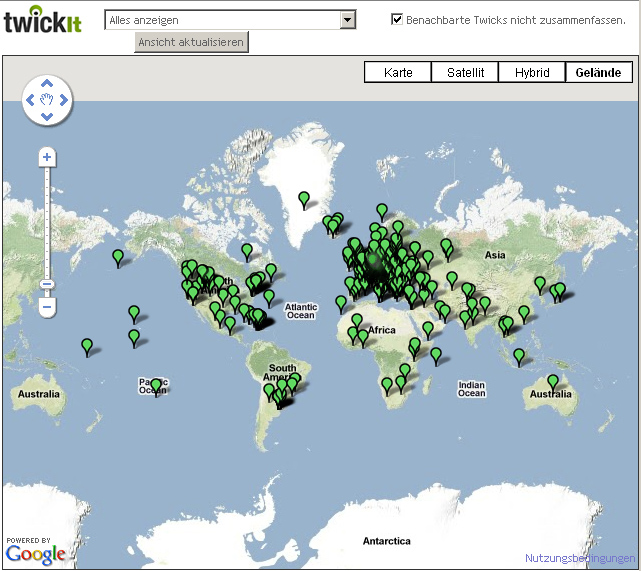 twickIt
Alles anzeigen
Benachbarte Twicks nicht zusammenfassen.
Ansicht aktualisieren
Karte
Satellit
Hybrid
Gelände
Asia
Atlantic
Ocean
Africa
South
America
Pacific
Ocean
Indian
Ocean
Australia
Australia
Antarctica
POWERED BY
Google
Nutzungsbedingungen